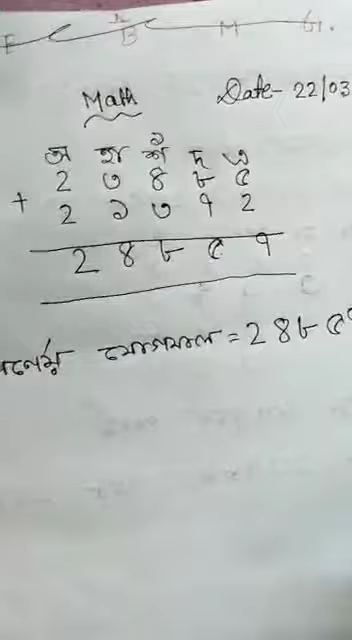 Math Date- 22/03
২ ৩ ৪ ৮ ৫
+ ২ ১ ৩ ৭ ২
২ ৪ ৮ ৫ ৭
যোগফল = ২৪৮৫৭